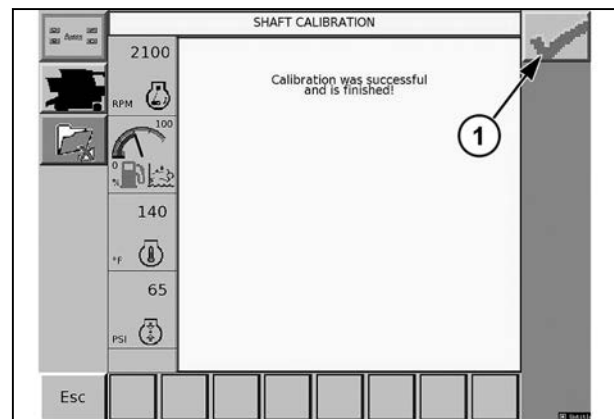 SHAFT CALIBRATION
2100
RPM
Calibration was successful
and is finished!
1
100
0
%
140
°F
65
PSI
Esc